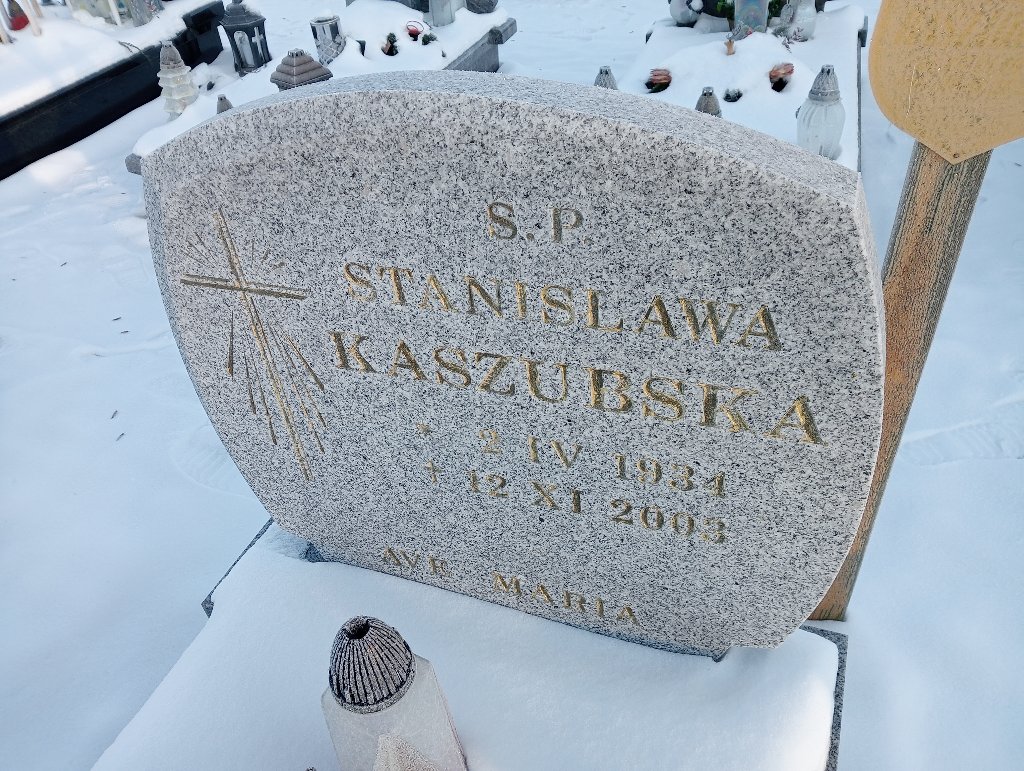 S.P.
STANISLAWA
KASZUBSKA
* 2 IV 1934
† 12 XI 2003
AVE MARIA